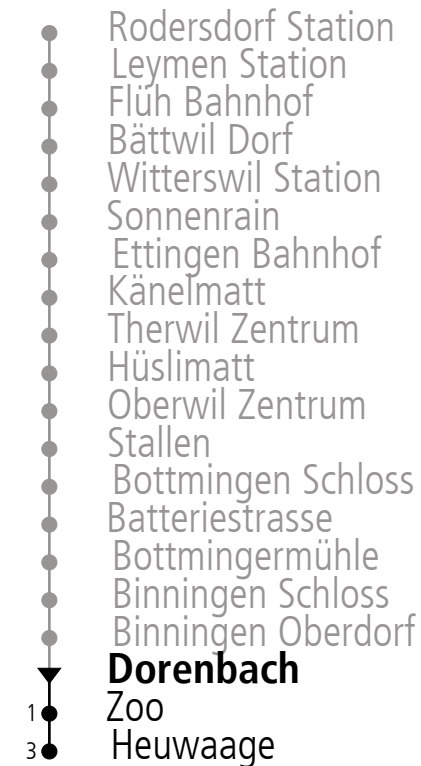 Rodersdorf Station
Leymen Station
Flüh Bahnhof
Bättwil Dorf
Witterswil Station
Sonnenrain
Ettingen Bahnhof
Känelmatt
Therwil Zentrum
Hüslimatt
Oberwil Zentrum
Stallen
Bottmingen Schloss
Batteriestrasse
Bottmingermühle
Binningen Schloss
Binningen Oberdorf
Dorenbach
1 Zoo
3 Heuwaage